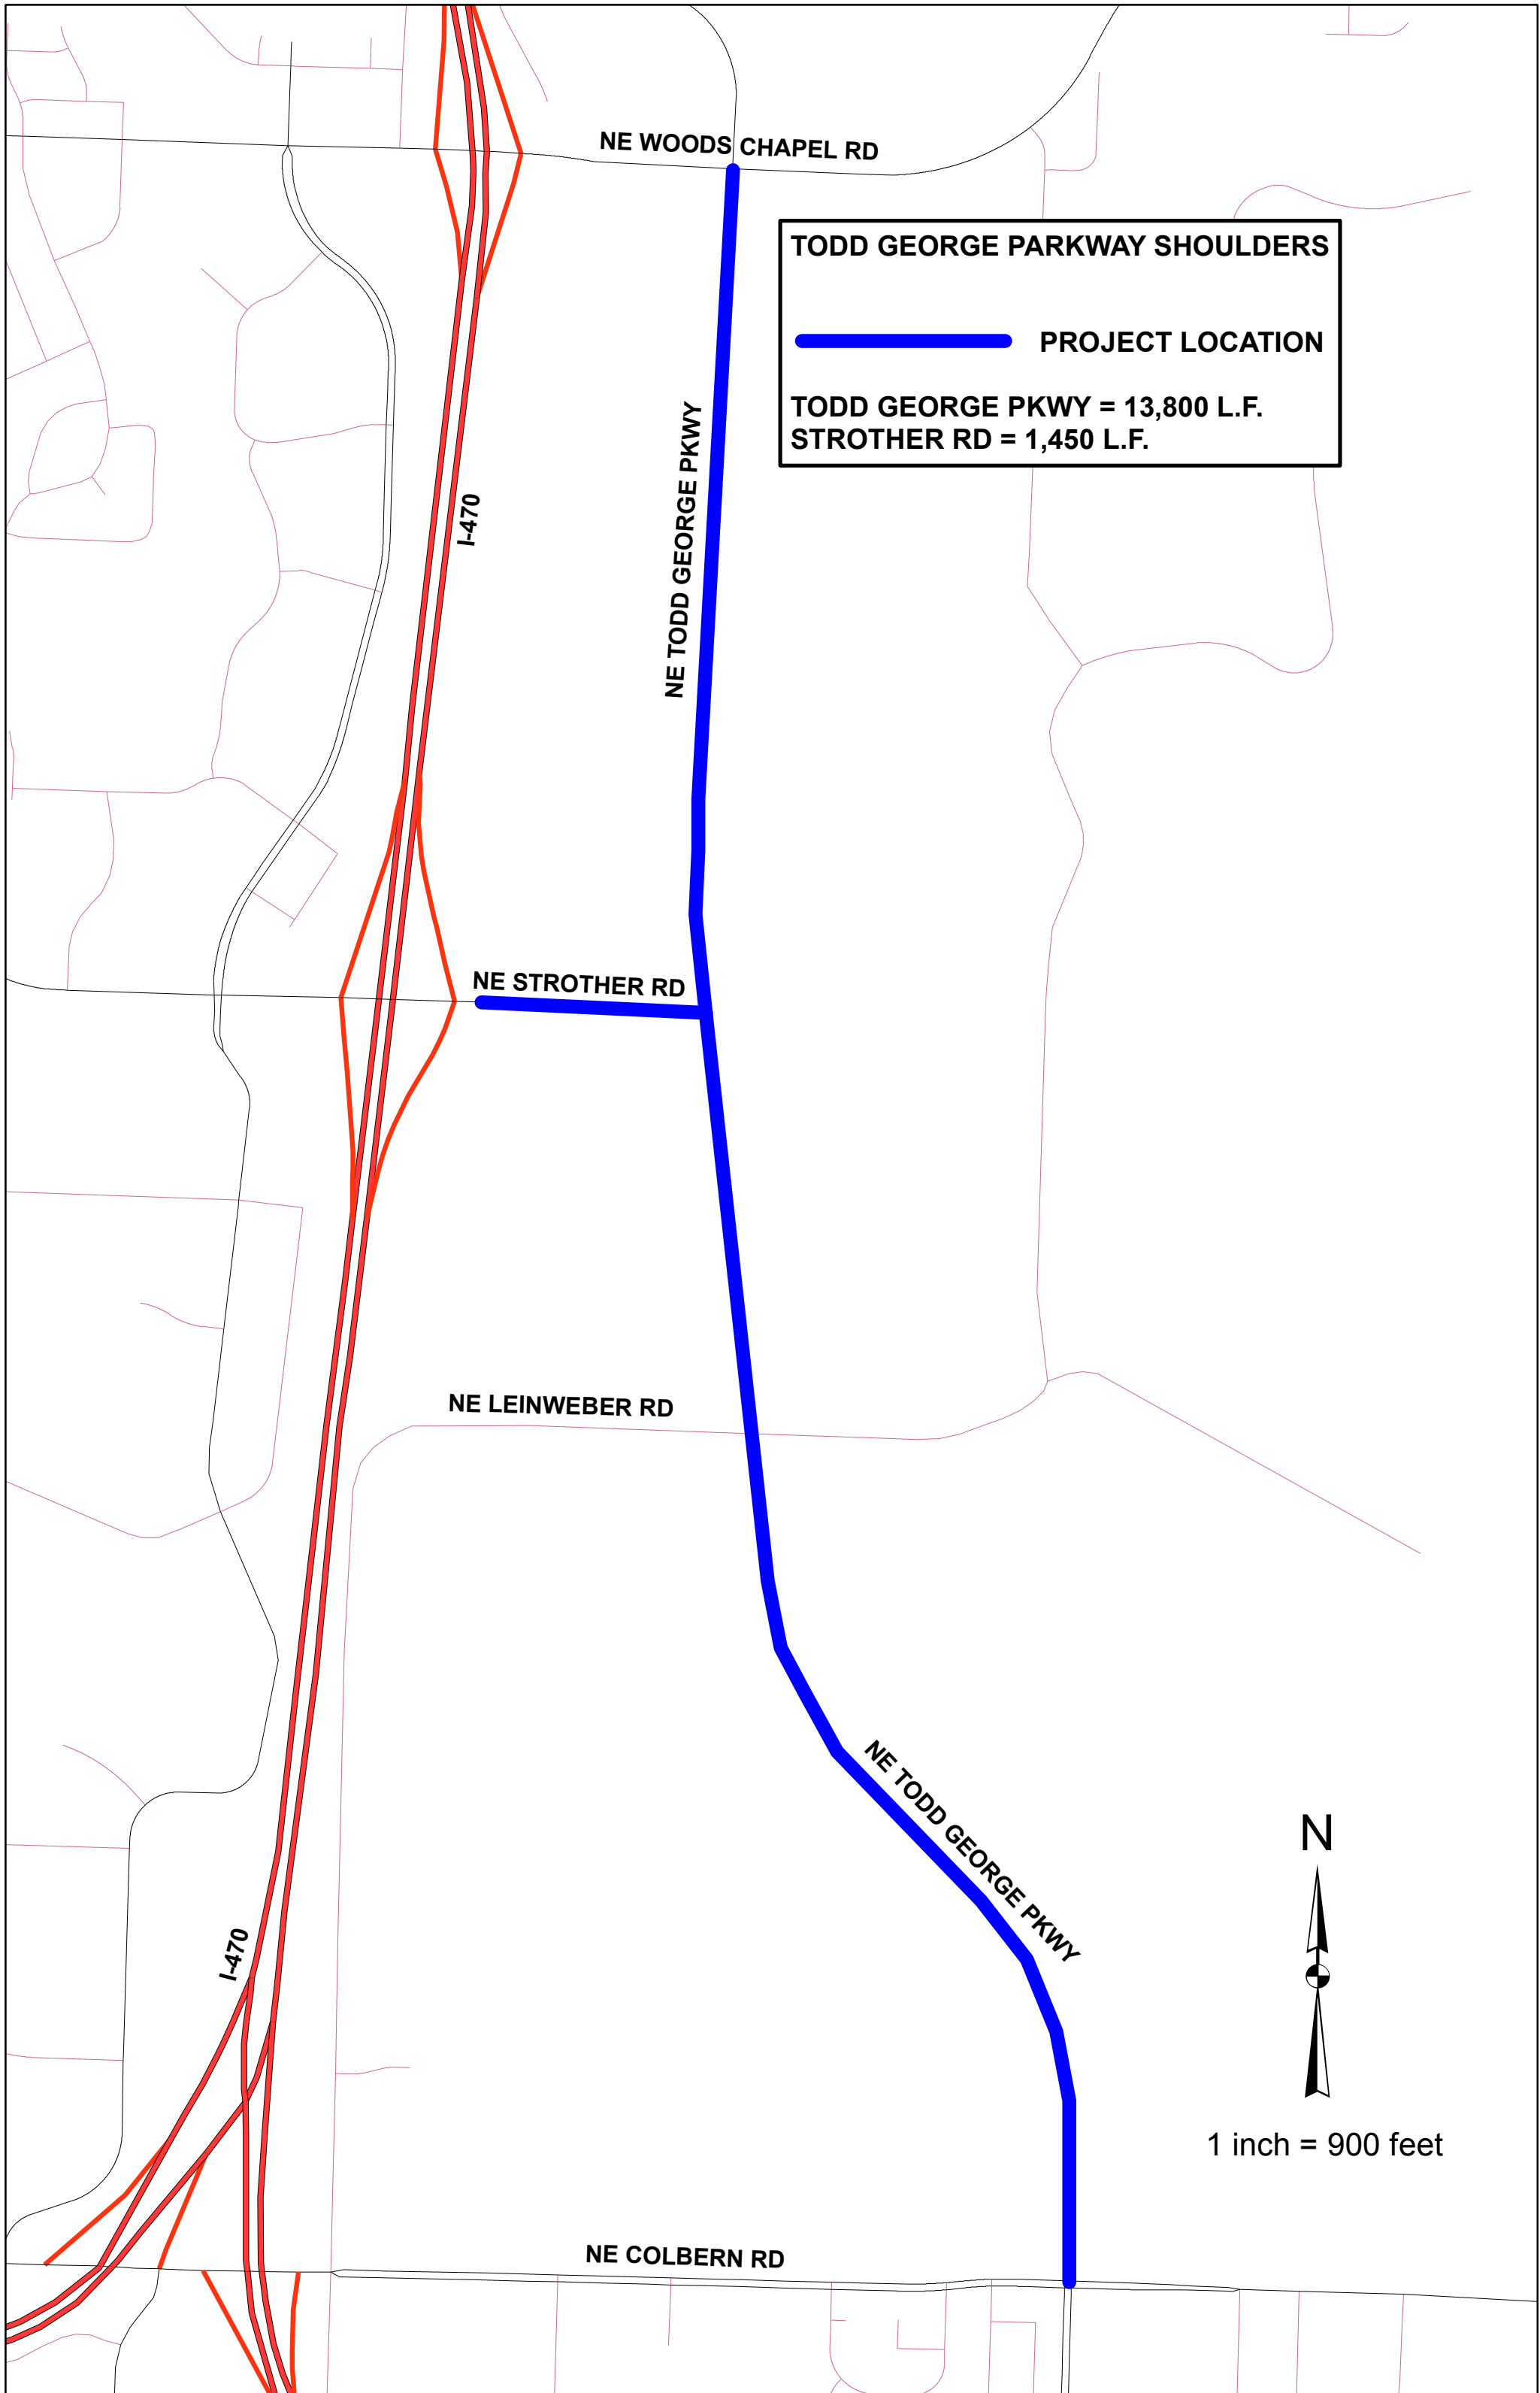 NE WOODS CHAPEL RD
TODD GEORGE PARKWAY SHOULDERS
PROJECT LOCATION
TODD GEORGE PKWY = 13,800 L.F.
STROTHER RD = 1,450 L.F.
NE TODD GEORGE PKWY
I-470
NE STROTHER RD
NE LEINWEBER RD
NE TODD GEORGE PKWY
N
I-470
1 inch = 900 feet
NE COLBERN RD